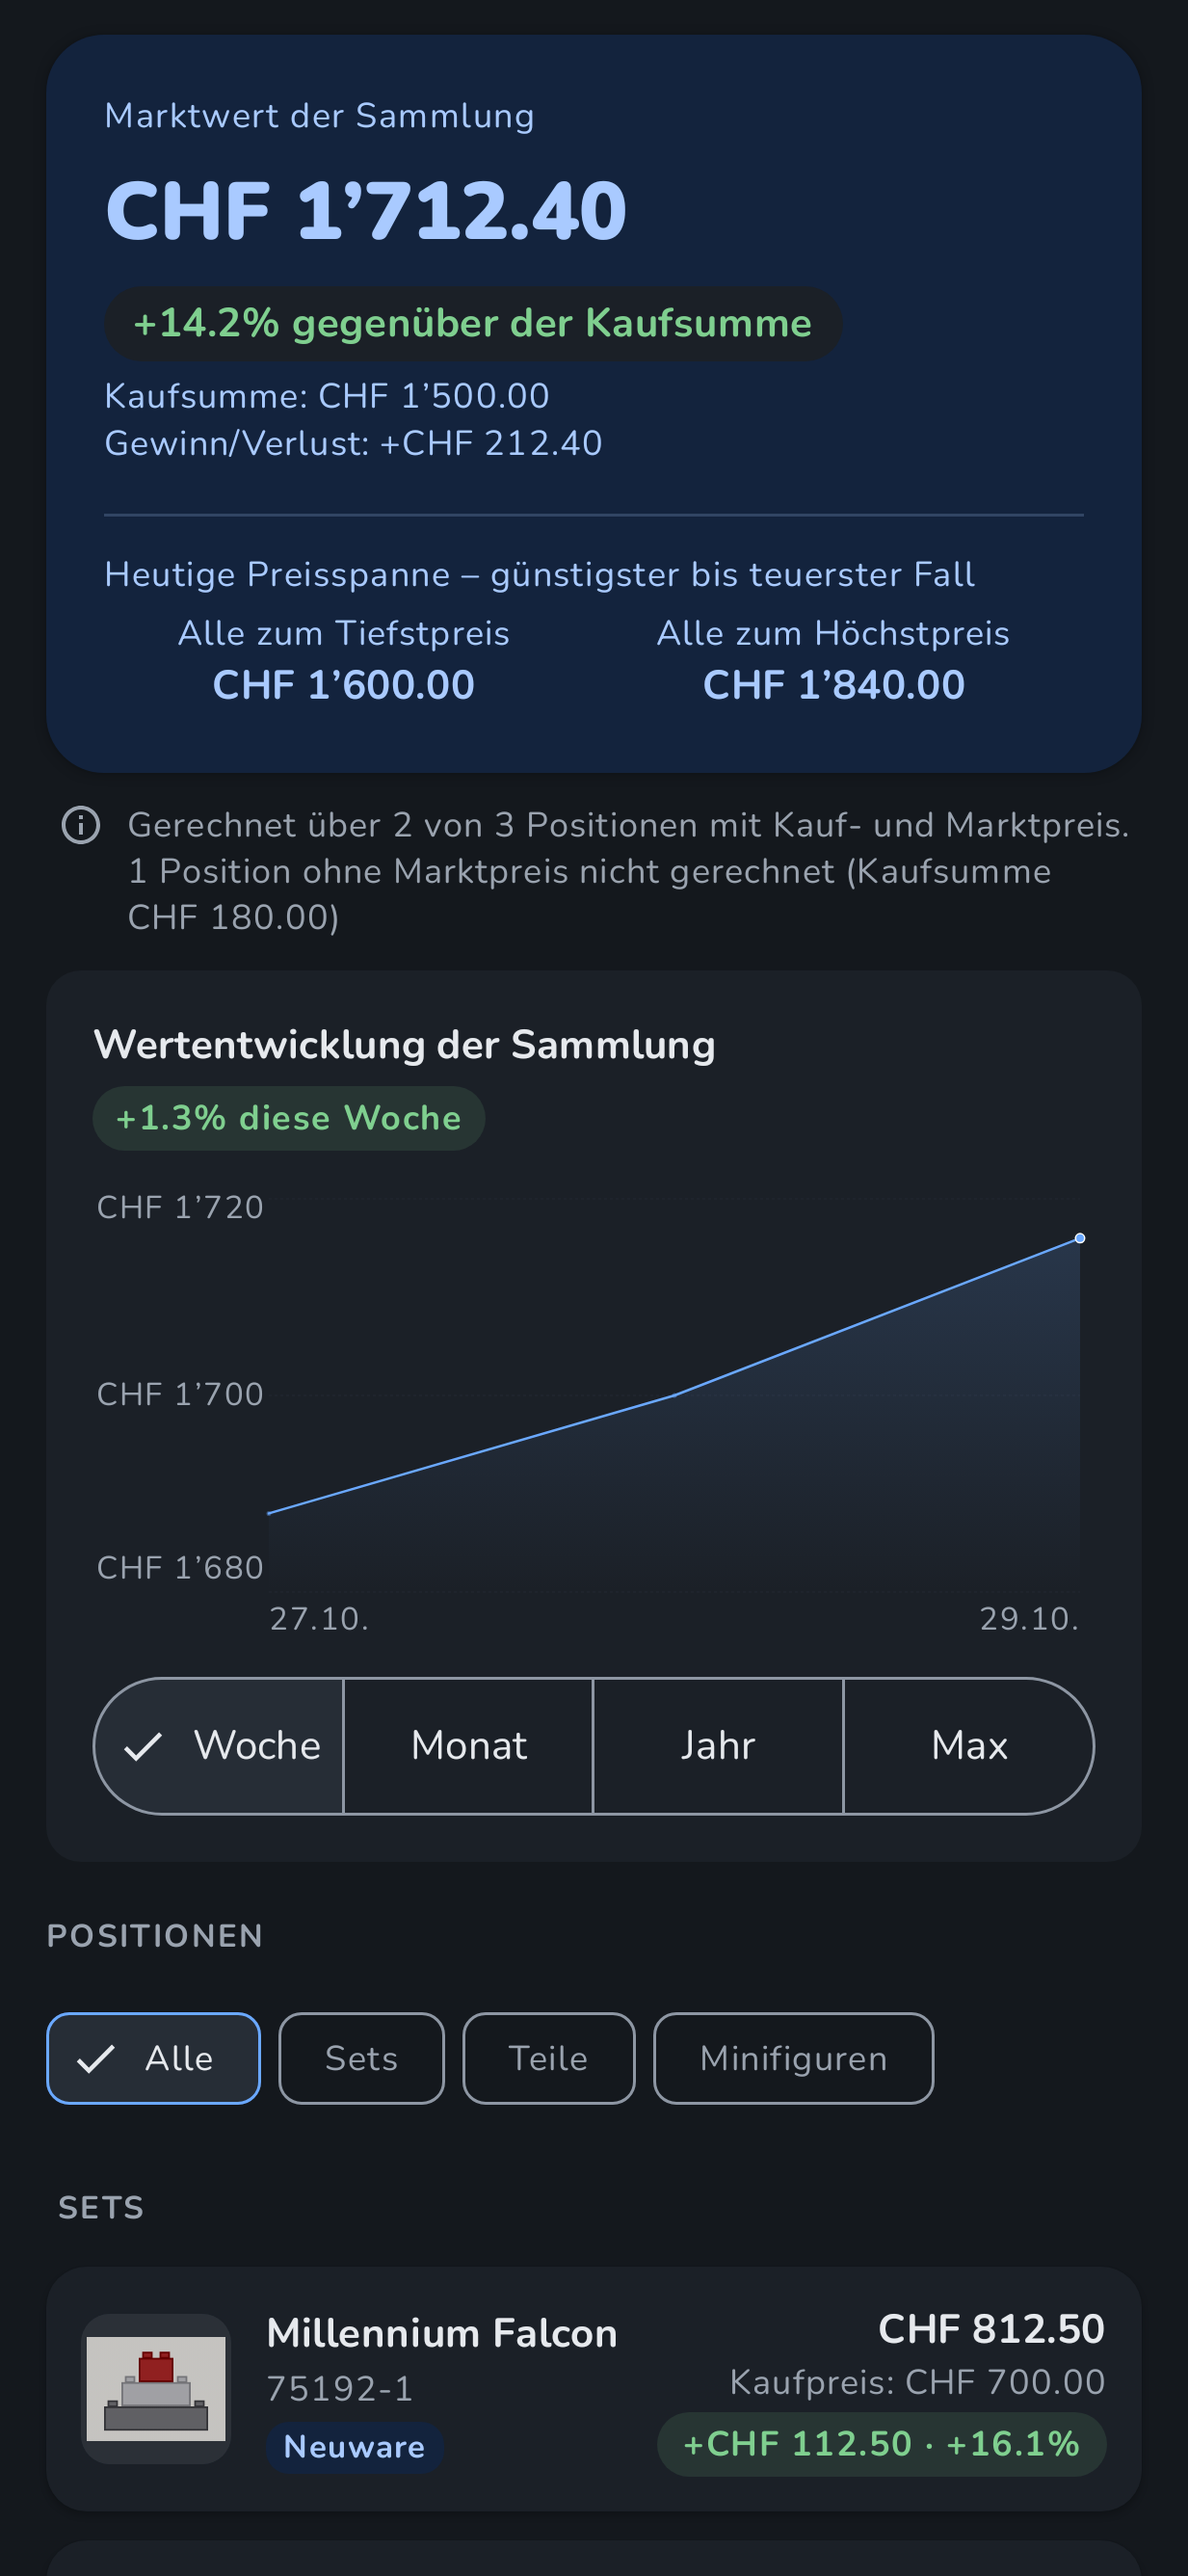 Marktwert der Sammlung
CHF 1’712.40
+14.2% gegenüber der Kaufsumme
Kaufsumme: CHF 1’500.00
Gewinn/Verlust: +CHF 212.40
Heutige Preisspanne – günstigster bis teuerster Fall
Alle zum Tiefstpreis
CHF 1’600.00
Alle zum Höchstpreis
CHF 1’840.00
Gerechnet über 2 von 3 Positionen mit Kauf- und Marktpreis.
1 Position ohne Marktpreis nicht gerechnet (Kaufsumme
CHF 180.00)
Wertentwicklung der Sammlung
+1.3% diese Woche
CHF 1’720
CHF 1’700
CHF 1’680
27.10.
29.10.
Woche
Monat
Jahr
Max
POSITIONEN
Alle
Sets
Teile
Minifiguren
SETS
Millennium Falcon
75192-1
Neuware
CHF 812.50
Kaufpreis: CHF 700.00
+CHF 112.50 · +16.1%